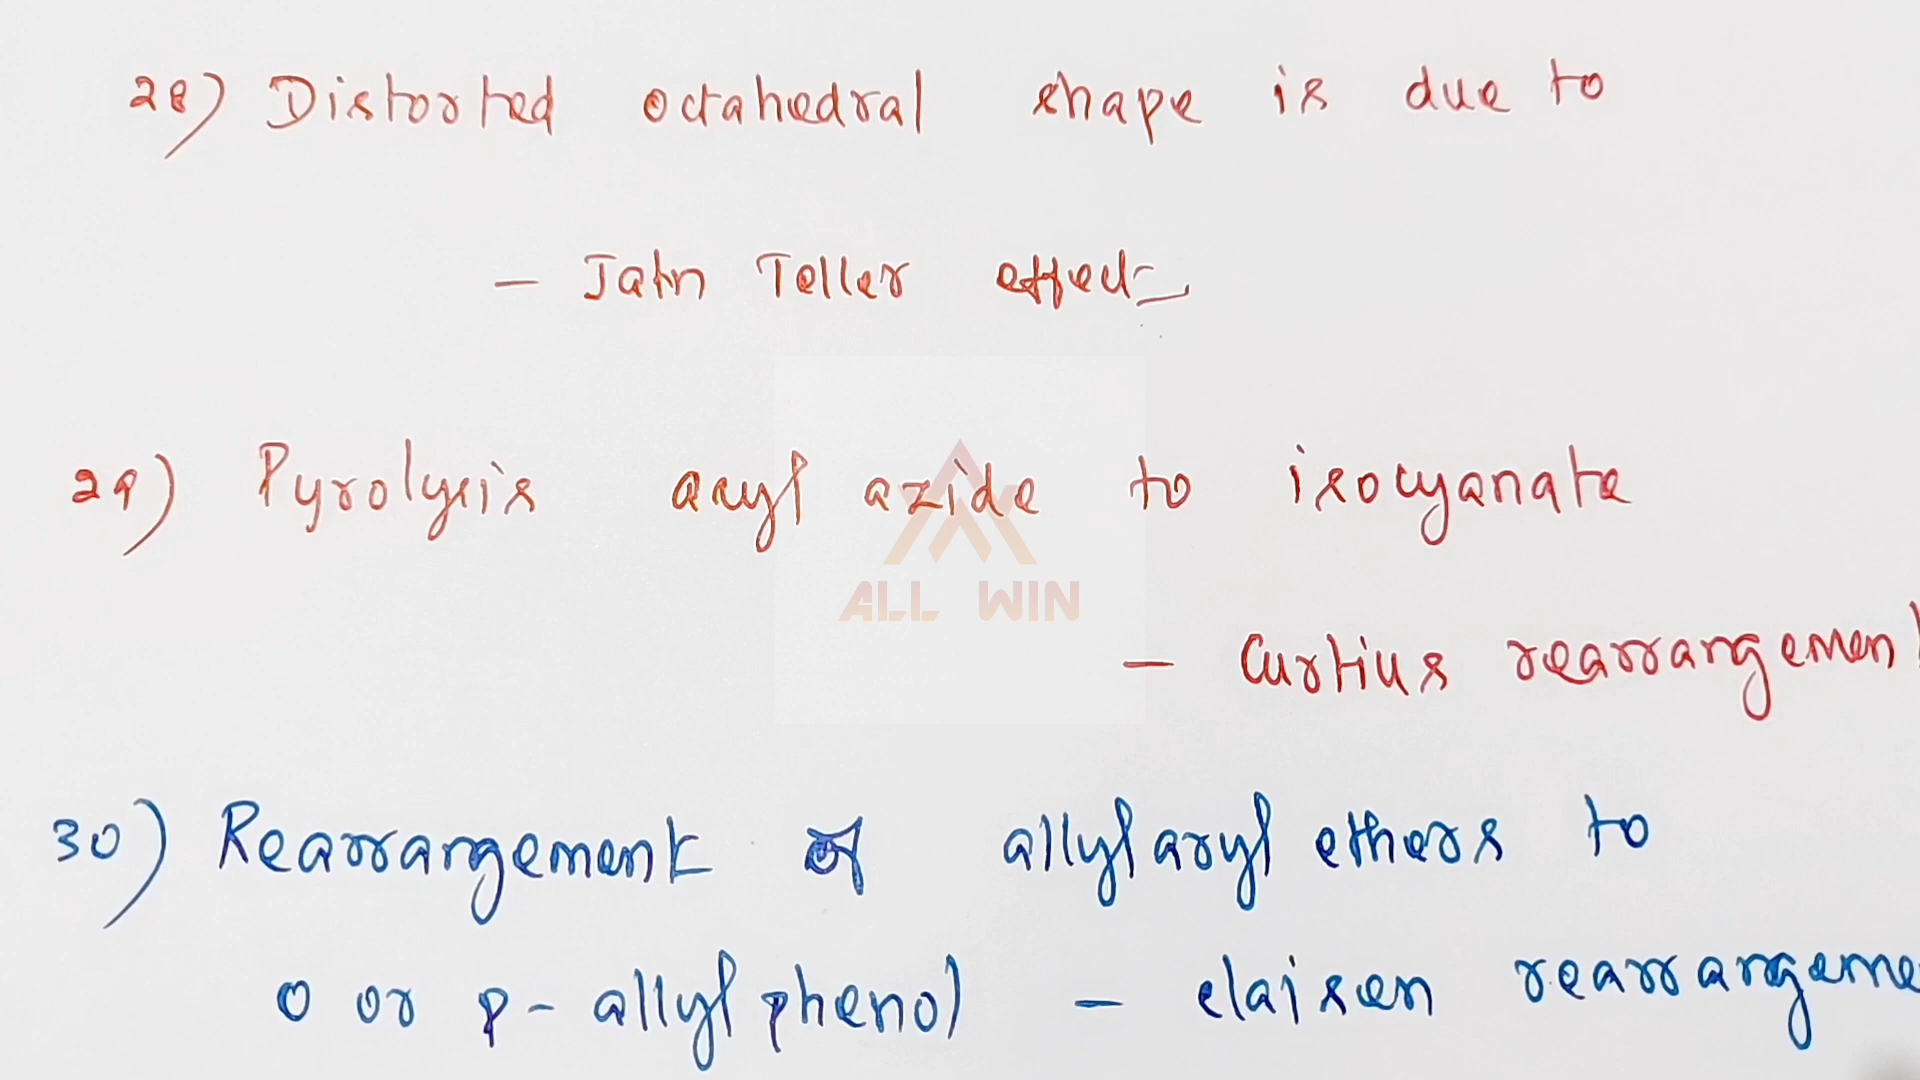 28) Distorted octahedral shape is due to
- Jahn Teller effect
29) Pyrolysis acyl azide to isocyanate
ALL WIN
- Curtius rearrangement
30) Rearrangement of allyl aryl ethers to
o or p- allyl phenol - claisen rearrangeme